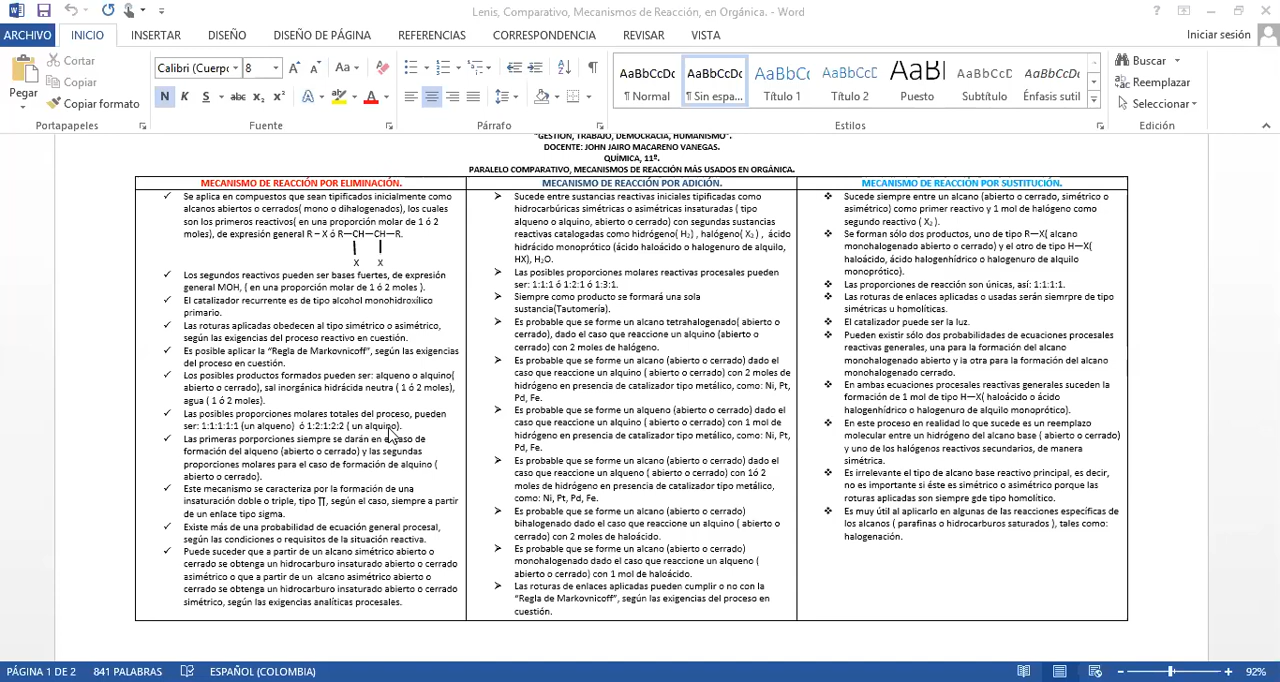 Lenis, Comparativo, Mecanismos de Reacción, en Orgánica. - Word
ARCHIVO INICIO INSERTAR DISEÑO DISEÑO DE PÁGINA REFERENCIAS CORRESPONDENCIA REVISAR VISTA Iniciar sesión
Pegar
Cortar
Copiar
Copiar formato
Portapapeles
Calibri (Cuerpo 8
Aa
N K S abc x₂ x² A A
Fuente
Párrafo
AaBbCcDc AaBbCcDc AaBbCc AaBbCcC AaBl AaBbCcD AaBbCcDc
¶ Normal ¶ Sin espa... Título 1 Título 2 Puesto Subtítulo Énfasis sutil
Estilos
Buscar
Reemplazar
Seleccionar
Edición
"GESTIÓN, TRABAJO, DEMOCRACIA, HUMANISMO".
DOCENTE: JOHN JAIRO MACARENO VANEGAS.
QUÍMICA, 11º.
PARALELO COMPARATIVO, MECANISMOS DE REACCIÓN MÁS USADOS EN ORGÁNICA.
MECANISMO DE REACCIÓN POR ELIMINACIÓN.
✓ Se aplica en compuestos que sean tipificados inicialmente como
alcanos abiertos o cerrados (mono o dihalogenados), los cuales
son los primeros reactivos( en una proporción molar de 1 ó 2
moles), de expresión general R – X ó R—CH—CH—R.
X X
✓ Los segundos reactivos pueden ser bases fuertes, de expresión
general MOH, ( en una proporción molar de 1 ó 2 moles ).
✓ El catalizador recurrente es de tipo alcohol monohidroxílico
primario.
✓ Las roturas aplicadas obedecen al tipo simétrico o asimétrico,
según las exigencias del proceso reactivo en cuestión.
✓ Es posible aplicar la "Regla de Markovnicoff", según las exigencias
del proceso en cuestión.
✓ Los posibles productos formados pueden ser: alqueno o alquino(
abierto o cerrado), sal inorgánica hidrácida neutra ( 1 ó 2 moles),
agua ( 1 ó 2 moles).
✓ Las posibles proporciones molares totales del proceso, pueden
ser: 1:1:1:1:1 (un alqueno) ó 1:2:1:2:2 ( un alquino).
✓ Las primeras porporciones siempre se darán en el caso de
formación del alqueno (abierto o cerrado) y las segundas
proporciones molares para el caso de formación de alquino (
abierto o cerrado).
✓ Este mecanismo se caracteriza por la formación de una
insaturación doble o triple, tipo ∏, según el caso, siempre a partir
de un enlace tipo sigma.
✓ Existe más de una probabilidad de ecuación general procesal,
según las condiciones o requisitos de la situación reactiva.
✓ Puede suceder que a partir de un alcano simétrico abierto o
cerrado se obtenga un hidrocarburo insaturado abierto o cerrado
asimétrico o que a partir de un alcano asimétrico abierto o
cerrado se obtenga un hidrocarburo insaturado abierto o cerrado
simétrico, según las exigencias analíticas procesales.
MECANISMO DE REACCIÓN POR ADICIÓN.
➢ Sucede entre sustancias reactivas iniciales tipificadas como
hidrocarbúricas simétricas o asimétricas insaturadas ( tipo
alqueno o alquino, abierto o cerrado) con segundas sustancias
reactivas catalogadas como hidrógeno( H₂) , halógeno( X₂) , ácido
hidrácido monoprótico (ácido haloácido o halogenuro de alquilo,
HX), H₂O.
➢ Las posibles proporciones molares reactivas procesales pueden
ser: 1:1:1 ó 1:2:1 ó 1:3:1.
➢ Siempre como producto se formará una sola
sustancia(Tautomería).
➢ Es probable que se forme un alcano tetrahalogenado( abierto o
cerrado), dado el caso que reaccione un alquino (abierto o
cerrado) con 2 moles de halógeno.
➢ Es probable que se forme un alcano (abierto o cerrado) dado el
caso que reaccione un alquino ( abierto o cerrado) con 2 moles de
hidrógeno en presencia de catalizador tipo metálico, como: Ni, Pt,
Pd, Fe.
➢ Es probable que se forme un alqueno (abierto o cerrado) dado el
caso que reaccione un alquino ( abierto o cerrado) con 1 mol de
hidrógeno en presencia de catalizador tipo metálico, como: Ni, Pt,
Pd, Fe.
➢ Es probable que se forme un alcano (abierto o cerrado) dado el
caso que reaccione un alqueno ( abierto o cerrado) con 1ó 2
moles de hidrógeno en presencia de catalizador tipo metálico,
como: Ni, Pt, Pd, Fe.
➢ Es probable que se forme un alcano (abierto o cerrado)
bihalogenado dado el caso que reaccione un alquino ( abierto o
cerrado) con 2 moles de haloácido.
➢ Es probable que se forme un alcano (abierto o cerrado)
monohalogenado dado el caso que reaccione un alqueno (
abierto o cerrado) con 1 mol de haloácido.
➢ Las roturas de enlaces aplicadas pueden cumplir o no con la
"Regla de Markovnicoff", según las exigencias del proceso en
cuestión.
MECANISMO DE REACCIÓN POR SUSTITUCIÓN.
❖ Sucede siempre entre un alcano (abierto o cerrado, simétrico o
asimétrico) como primer reactivo y 1 mol de halógeno como
segundo reactivo ( X₂ ).
❖ Se forman sólo dos productos, uno de tipo R—X( alcano
monohalogenado abierto o cerrado) y el otro de tipo H—X(
haloácido, ácido halogenhídrico o halogenuro de alquilo
monoprótico).
❖ Las proporciones de reacción son únicas, así: 1:1:1:1.
❖ Las roturas de enlaces aplicadas o usadas serán siemrpre de tipo
simétricas u homolíticas.
❖ El catalizador puede ser la luz.
❖ Pueden existir sólo dos probabilidades de ecuaciones procesales
reactivas generales, una para la formación del alcano
monohalogenado abierto y la otra para la formación del alcano
monohalogenado cerrado.
❖ En ambas ecuaciones procesales reactivas generales suceden la
formación de 1 mol de tipo H—X( haloácido o ácido
halogenhídrico o halogenuro de alquilo monoprótico).
❖ En este proceso en realidad lo que sucede es un reemplazo
molecular entre un hidrógeno del alcano base ( abierto o cerrado)
y uno de los halógenos reactivos secundarios, de manera
simétrica.
❖ Es irrelevante el tipo de alcano base reactivo principal, es decir,
no es importante si éste es simétrico o asimétrico porque las
roturas aplicadas son siempre gde tipo homolítico.
❖ Es muy útil al aplicarlo en algunas de las reacciones específicas de
los alcanos ( parafinas o hidrocarburos saturados ), tales como:
halogenación.
PÁGINA 1 DE 2 841 PALABRAS ESPAÑOL (COLOMBIA) 92%